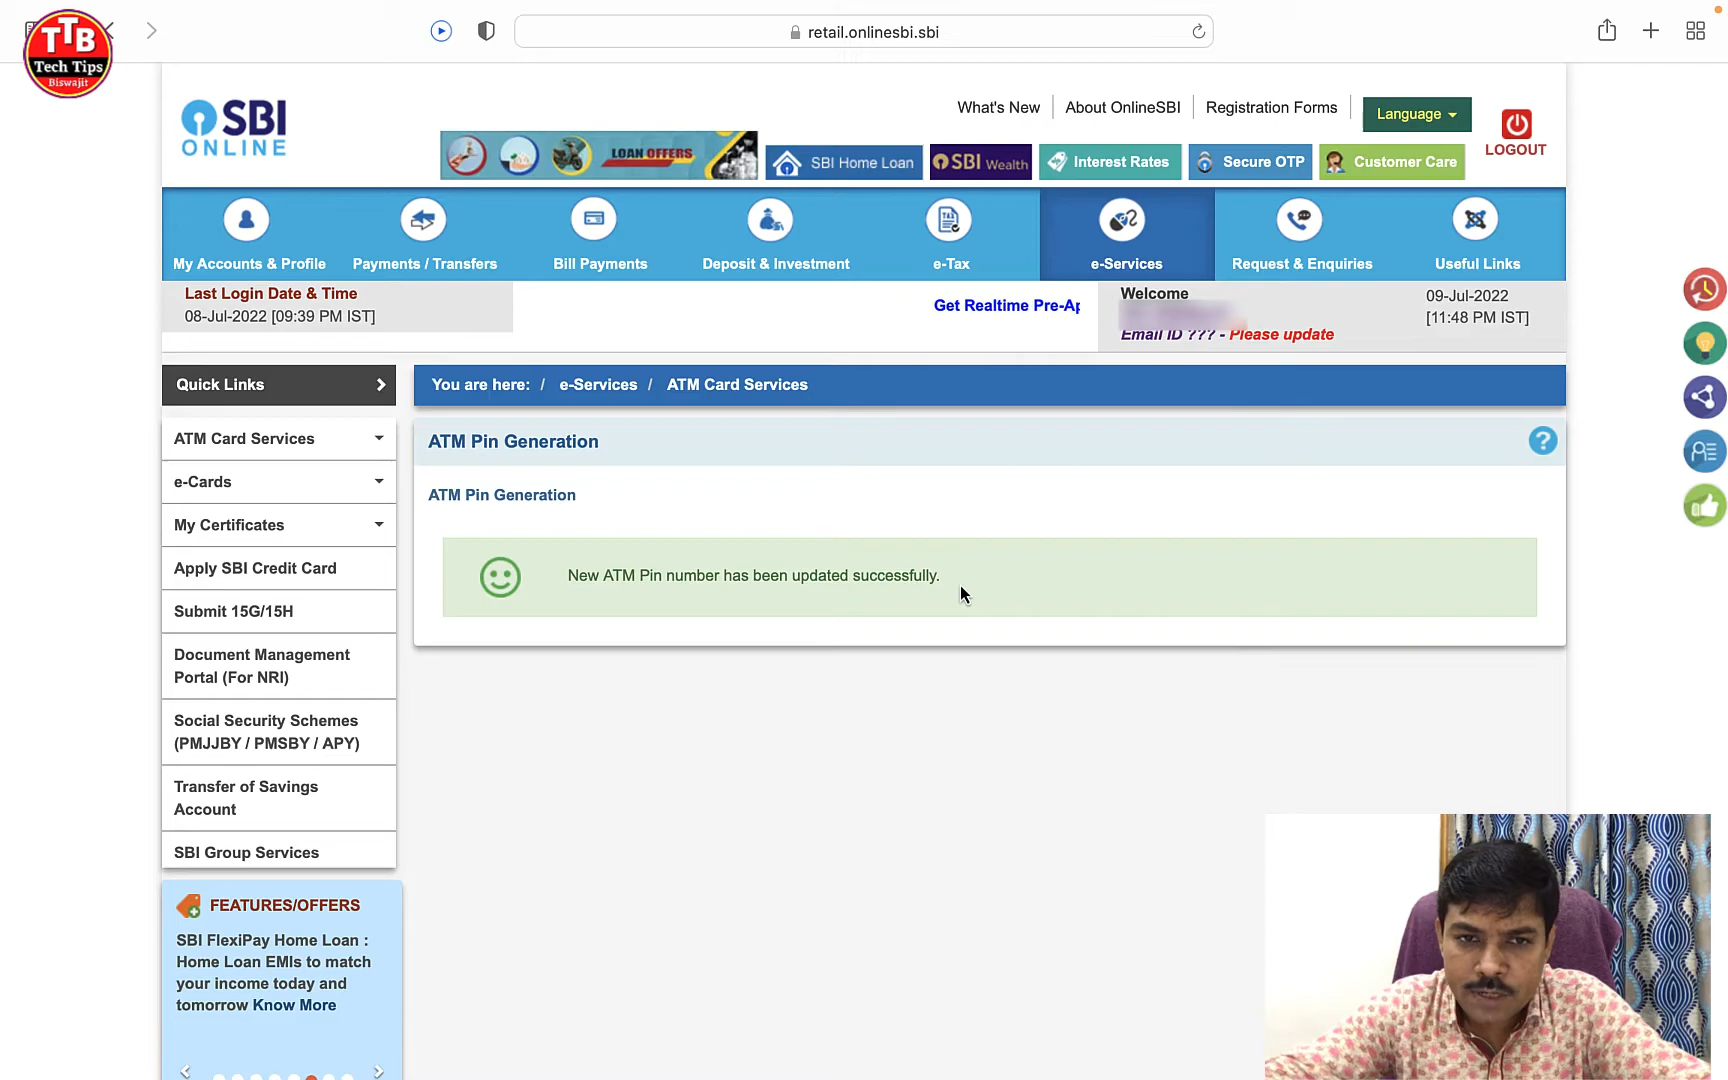 TTB
Tech Tips
Biswajit
retail.onlinesbi.sbi
SBI
ONLINE
What's New
About OnlineSBI
Registration Forms
Language
LOGOUT
LOAN OFFERS
SBI Home Loan
SBI Wealth
Interest Rates
Secure OTP
Customer Care
My Accounts & Profile
Payments / Transfers
Bill Payments
Deposit & Investment
TAX
e-Tax
e-Services
Request & Enquiries
Useful Links
Last Login Date & Time
08-Jul-2022 [09:39 PM IST]
Get Realtime Pre-Ap
Welcome
Email ID ??? - Please update
09-Jul-2022
[11:48 PM IST]
Quick Links
You are here: / e-Services / ATM Card Services
ATM Card Services
e-Cards
My Certificates
Apply SBI Credit Card
Submit 15G/15H
Document Management
Portal (For NRI)
Social Security Schemes
(PMJJBY / PMSBY / APY)
Transfer of Savings
Account
SBI Group Services
ATM Pin Generation
?
ATM Pin Generation
New ATM Pin number has been updated successfully.
FEATURES/OFFERS
SBI FlexiPay Home Loan :
Home Loan EMIs to match
your income today and
tomorrow Know More